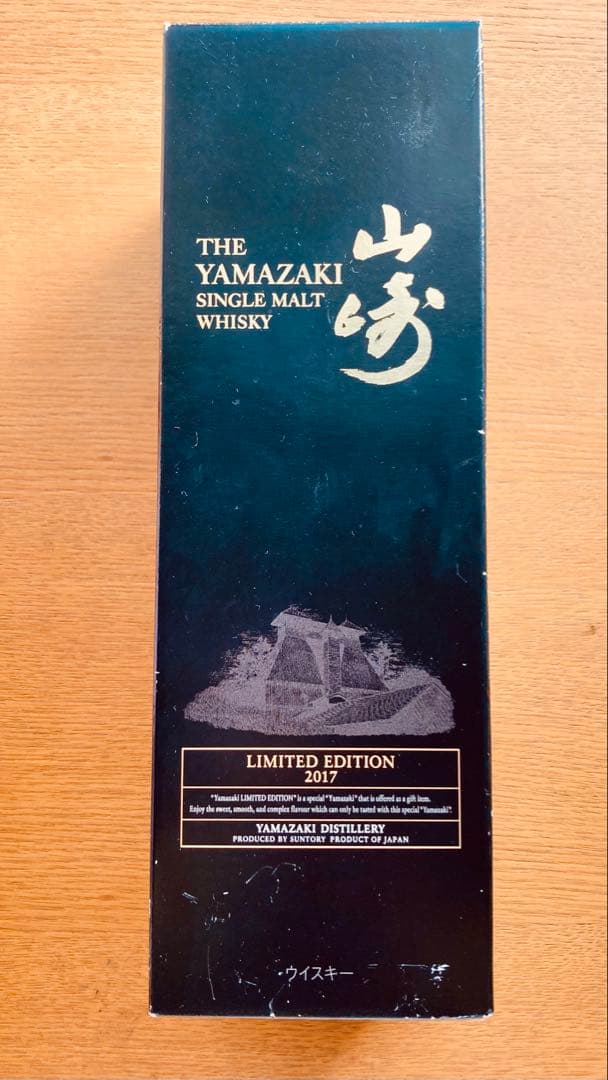 THE
YAMAZAKI
SINGLE MALT
WHISKY
山崎
LIMITED EDITION
2017
"Yamazaki LIMITED EDITION" is a special "Yamazaki" that is offered as a gift item.
Enjoy the sweet, smooth, and complex flavour which can only be tasted with this special "Yamazaki".
YAMAZAKI DISTILLERY
PRODUCED BY SUNTORY PRODUCT OF JAPAN
ウイスキー